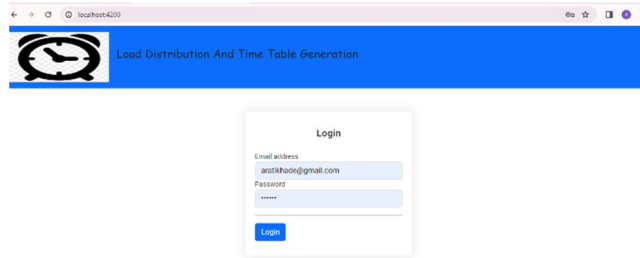 localhost:4200
Load Distribution And Time Table Generation
Login
Email address
aratikhade@gmail.com
Password
••••••
Login